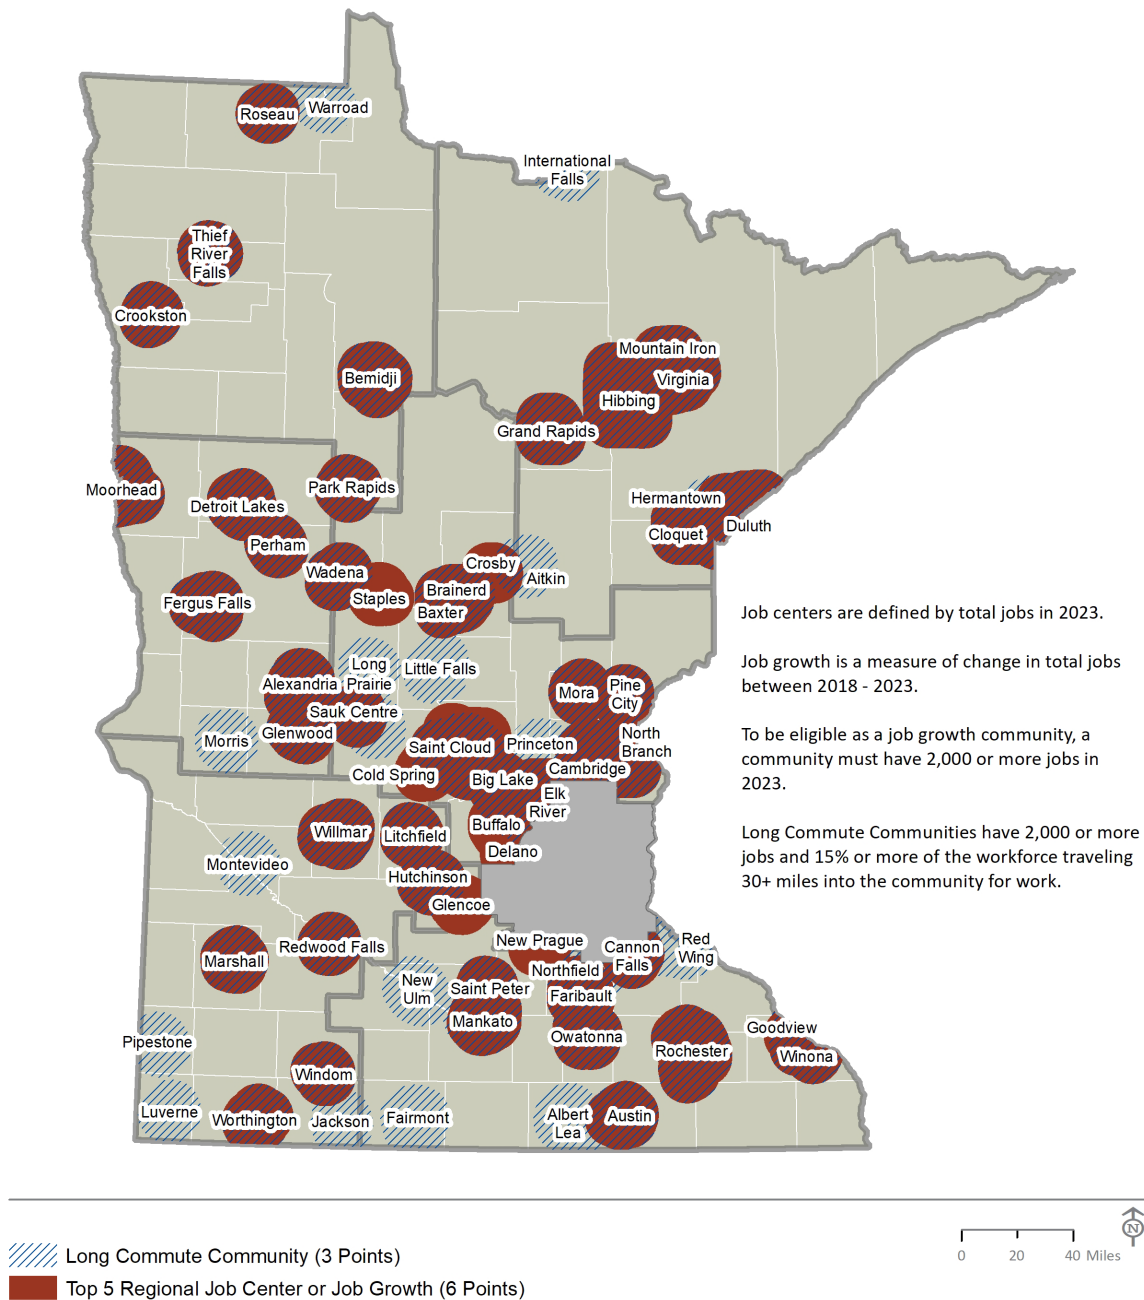 Roseau
Warroad
International
Falls
Thief
River
Falls
Crookston
Bemidji
Mountain Iron
Virginia
Hibbing
Grand Rapids
Moorhead
Detroit Lakes
Park Rapids
Perham
Hermantown
Duluth
Cloquet
Wadena
Staples
Crosby
Aitkin
Brainerd
Baxter
Fergus Falls
Job centers are defined by total jobs in 2023.
Job growth is a measure of change in total jobs
between 2018 - 2023.
To be eligible as a job growth community, a
community must have 2,000 or more jobs in
2023.
Long Commute Communities have 2,000 or more
jobs and 15% or more of the workforce traveling
30+ miles into the community for work.
Long
Prairie
Little Falls
Alexandria
Sauk Centre
Glenwood
Morris
Mora
Pine
City
North
Branch
Saint Cloud
Princeton
Cambridge
Cold Spring
Big Lake
Elk
River
Buffalo
Delano
Willmar
Litchfield
Montevideo
Hutchinson
Glencoe
Marshall
Redwood Falls
New Prague
Cannon
Falls
Red
Wing
Northfield
Faribault
New
Ulm
Saint Peter
Mankato
Owatonna
Rochester
Goodview
Winona
Pipestone
Windom
Luverne
Worthington
Jackson
Fairmont
Albert
Lea
Austin
Long Commute Community (3 Points)
Top 5 Regional Job Center or Job Growth (6 Points)
0 20 40 Miles
N